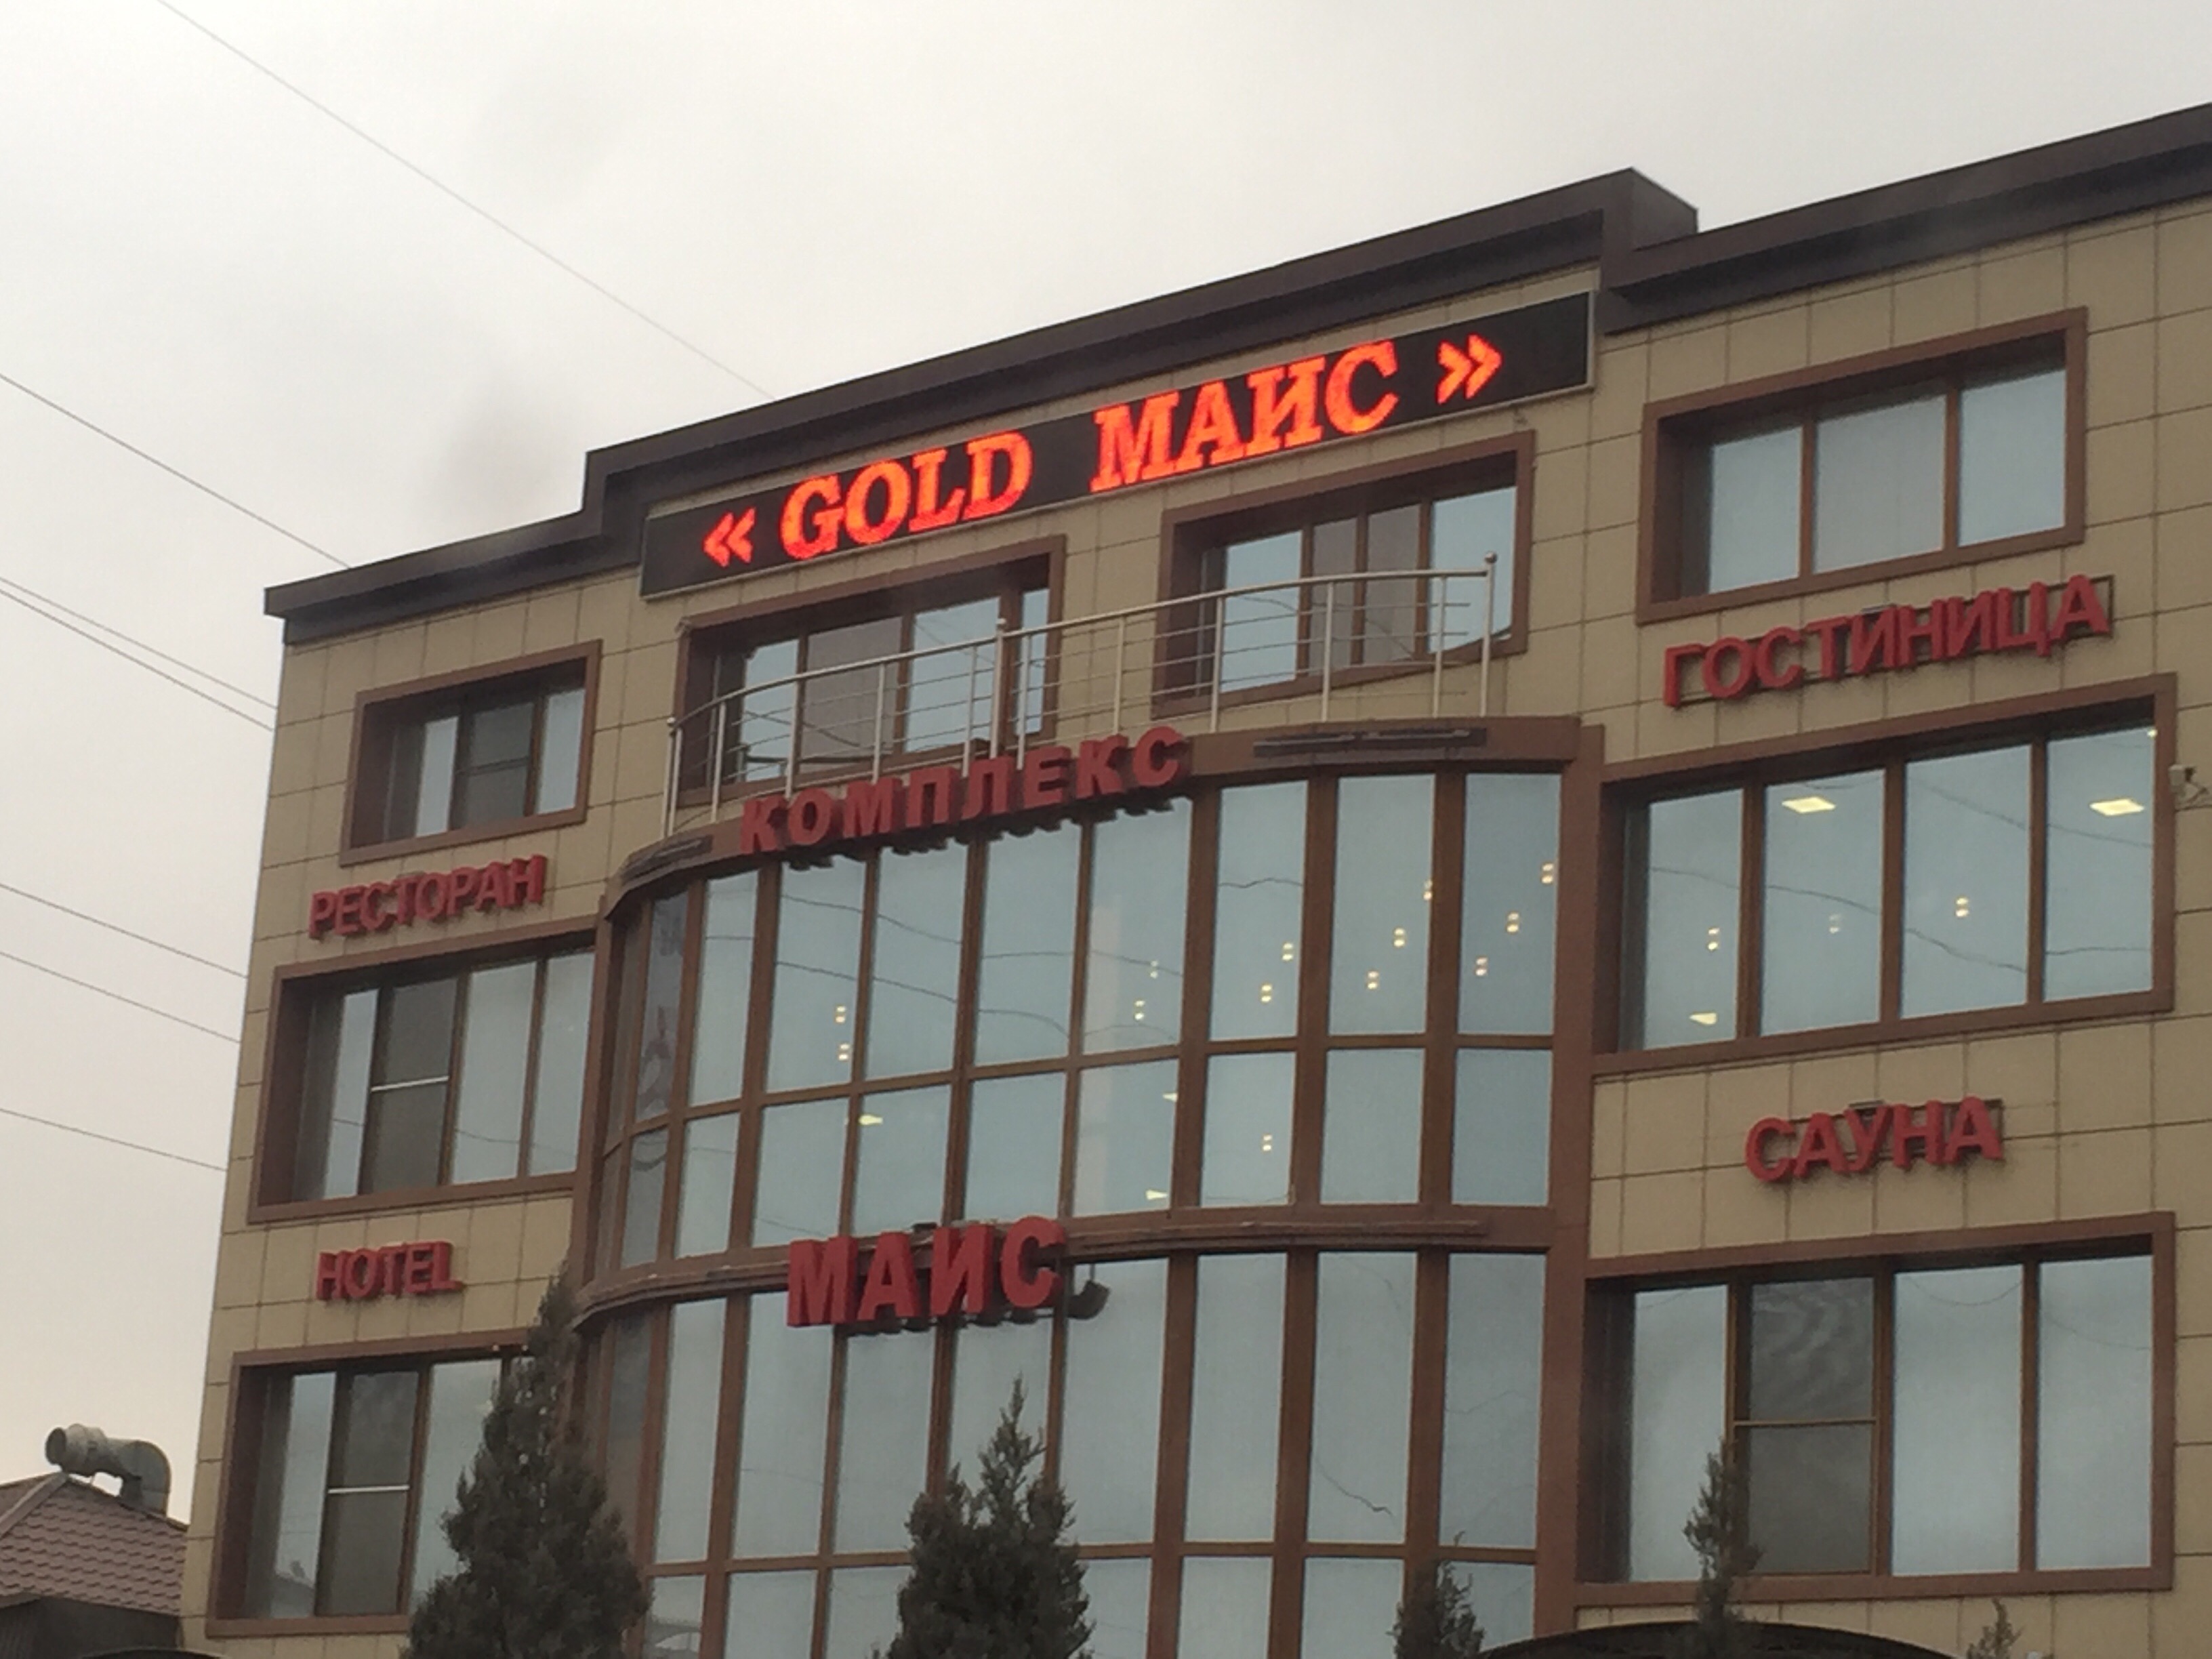 « GOLD МАИС »
ГОСТИНИЦА
КОМПЛЕКС
РЕСТОРАН
САУНА
МАИС
HOTEL